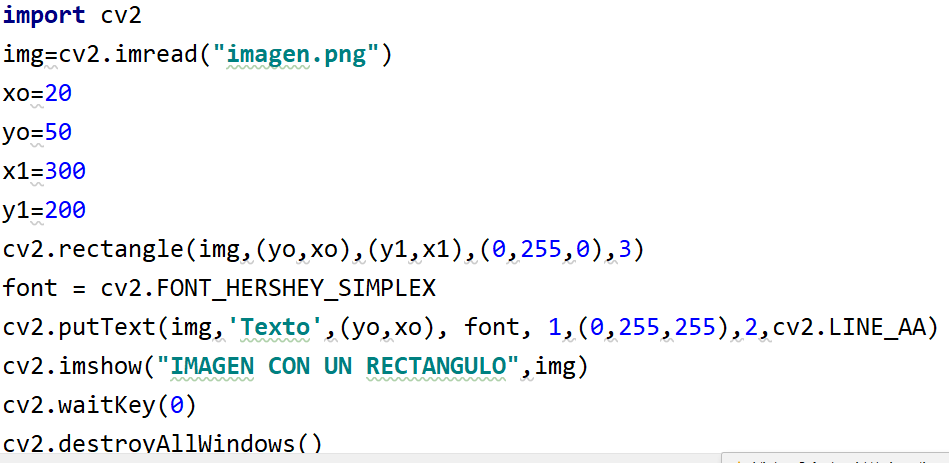 import cv2
img=cv2.imread("imagen.png")
xo=20
yo=50
x1=300
y1=200
cv2.rectangle(img,(yo,xo),(y1,x1),(0,255,0),3)
font = cv2.FONT_HERSHEY_SIMPLEX
cv2.putText(img,'Texto',(yo,xo), font, 1,(0,255,255),2,cv2.LINE_AA)
cv2.imshow("IMAGEN CON UN RECTANGULO",img)
cv2.waitKey(0)
cv2.destroyAllWindows()